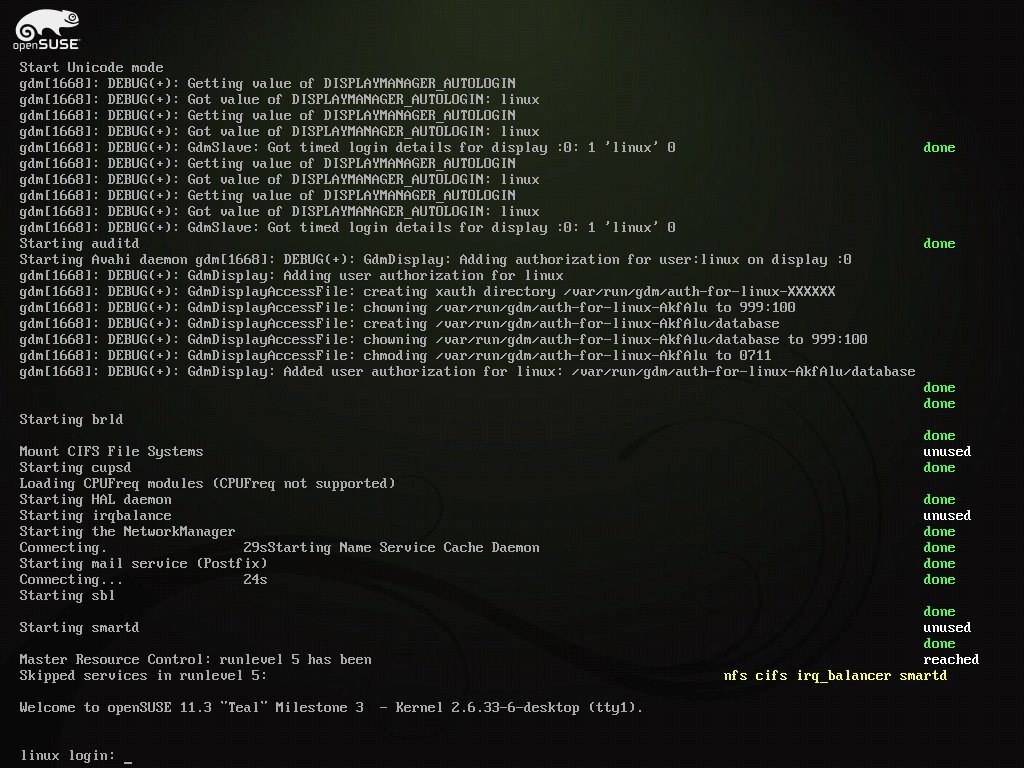 openSUSE
Start Unicode mode
gdm[1668]: DEBUG(+): Getting value of DISPLAYMANAGER_AUTOLOGIN
gdm[1668]: DEBUG(+): Got value of DISPLAYMANAGER_AUTOLOGIN: linux
gdm[1668]: DEBUG(+): Getting value of DISPLAYMANAGER_AUTOLOGIN
gdm[1668]: DEBUG(+): Got value of DISPLAYMANAGER_AUTOLOGIN: linux
gdm[1668]: DEBUG(+): GdmSlave: Got timed login details for display :0: 1 'linux' 0 done
gdm[1668]: DEBUG(+): Getting value of DISPLAYMANAGER_AUTOLOGIN
gdm[1668]: DEBUG(+): Got value of DISPLAYMANAGER_AUTOLOGIN: linux
gdm[1668]: DEBUG(+): Getting value of DISPLAYMANAGER_AUTOLOGIN
gdm[1668]: DEBUG(+): Got value of DISPLAYMANAGER_AUTOLOGIN: linux
gdm[1668]: DEBUG(+): GdmSlave: Got timed login details for display :0: 1 'linux' 0
Starting auditd done
Starting Avahi daemon gdm[1668]: DEBUG(+): GdmDisplay: Adding authorization for user:linux on display :0
gdm[1668]: DEBUG(+): GdmDisplay: Adding user authorization for linux
gdm[1668]: DEBUG(+): GdmDisplayAccessFile: creating xauth directory /var/run/gdm/auth-for-linux-XXXXXX
gdm[1668]: DEBUG(+): GdmDisplayAccessFile: chowning /var/run/gdm/auth-for-linux-AkfAlu to 999:100
gdm[1668]: DEBUG(+): GdmDisplayAccessFile: creating /var/run/gdm/auth-for-linux-AkfAlu/database
gdm[1668]: DEBUG(+): GdmDisplayAccessFile: chowning /var/run/gdm/auth-for-linux-AkfAlu/database to 999:100
gdm[1668]: DEBUG(+): GdmDisplayAccessFile: chmoding /var/run/gdm/auth-for-linux-AkfAlu to 0711
gdm[1668]: DEBUG(+): GdmDisplay: Added user authorization for linux: /var/run/gdm/auth-for-linux-AkfAlu/database
done
done
Starting brld
done
Mount CIFS File Systems unused
Starting cupsd done
Loading CPUFreq modules (CPUFreq not supported)
Starting HAL daemon done
Starting irqbalance unused
Starting the NetworkManager done
Connecting. 29sStarting Name Service Cache Daemon done
Starting mail service (Postfix) done
Connecting... 24s done
Starting sbl
done
Starting smartd unused
done
Master Resource Control: runlevel 5 has been reached
Skipped services in runlevel 5: nfs cifs irq_balancer smartd
Welcome to openSUSE 11.3 "Teal" Milestone 3 - Kernel 2.6.33-6-desktop (tty1).
linux login: _